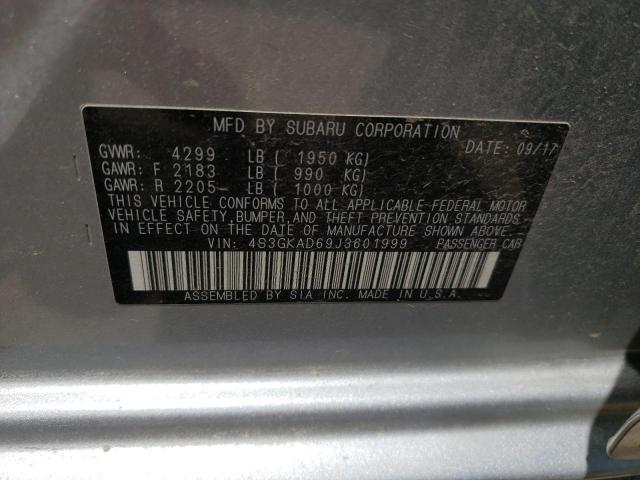 MFD BY SUBARU CORPORATION
DATE: 09/17
GVWR: 4299 LB ( 1950 KG)
GAWR: F 2183 LB ( 990 KG)
GAWR: R 2205 LB ( 1000 KG)
THIS VEHICLE CONFORMS TO ALL APPLICABLE FEDERAL MOTOR
VEHICLE SAFETY, BUMPER, AND THEFT PREVENTION STANDARDS
IN EFFECT ON THE DATE OF MANUFACTURE SHOWN ABOVE.
VIN: 4S3GKAD69J3601999 PASSENGER CAR
ASSEMBLED BY SIA INC. MADE IN U.S.A.